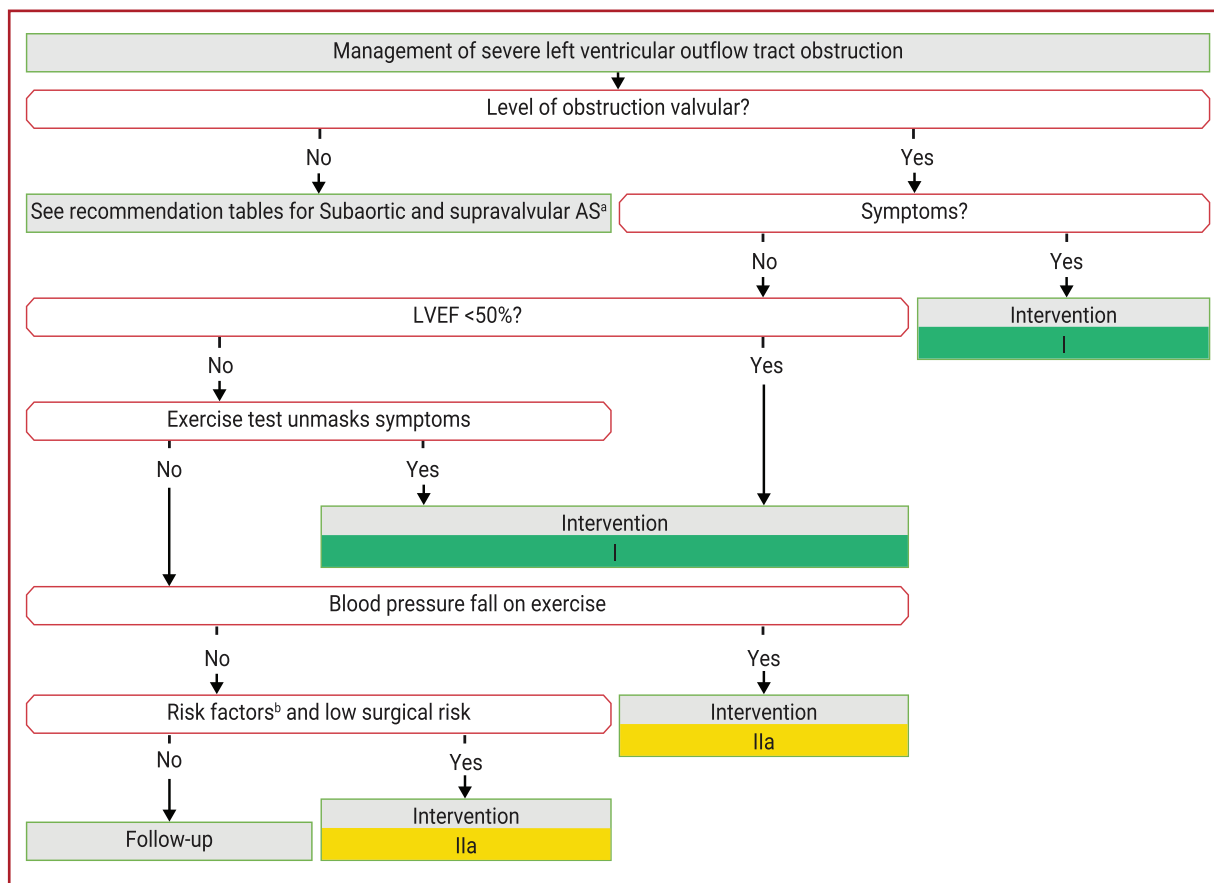 Management of severe left ventricular outflow tract obstruction
Level of obstruction valvular?
No
Yes
See recommendation tables for Subaortic and supravalvular ASᵃ
Symptoms?
No
Yes
LVEF <50%?
Intervention
I
No
Yes
Exercise test unmasks symptoms
No
Yes
Intervention
I
Blood pressure fall on exercise
No
Yes
Risk factorsᵇ and low surgical risk
Intervention
IIa
No
Yes
Intervention
IIa
Follow-up